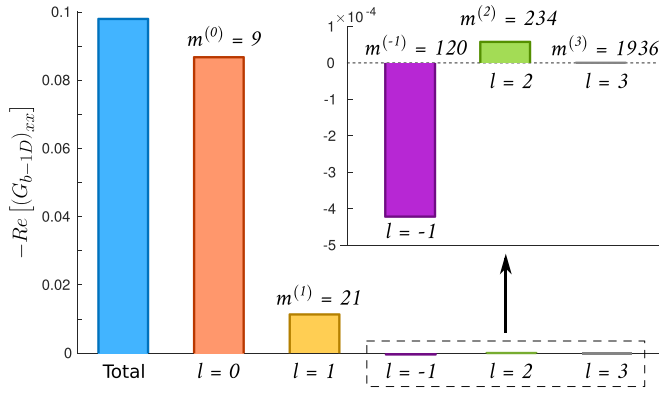 0.1
0.08
0.06
0.04
0.02
0
−Re [(G_{b−1D})_{xx}]
m^{(0)} = 9
m^{(1)} = 21
Total
l = 0
l = 1
l = -1
l = 2
l = 3
1×10^{-4}
0
-1
-2
-3
-4
-5
m^{(-1)} = 120
m^{(2)} = 234
m^{(3)} = 1936
l = -1
l = 2
l = 3